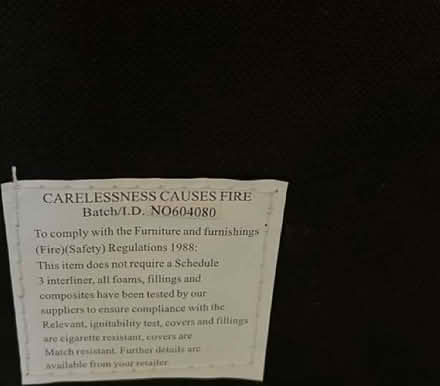 CARELESSNESS CAUSES FIRE
Batch/I.D. NO604080
To comply with the Furniture and furnishings
(Fire)(Safety) Regulations 1988:
This item does not require a Schedule
3 interliner, all foams, fillings and
composites have been tested by our
suppliers to ensure compliance with the
Relevant, ignitability test, covers and fillings
are cigarette resistant, covers are
Match resistant. Further details are
available from your retailer.